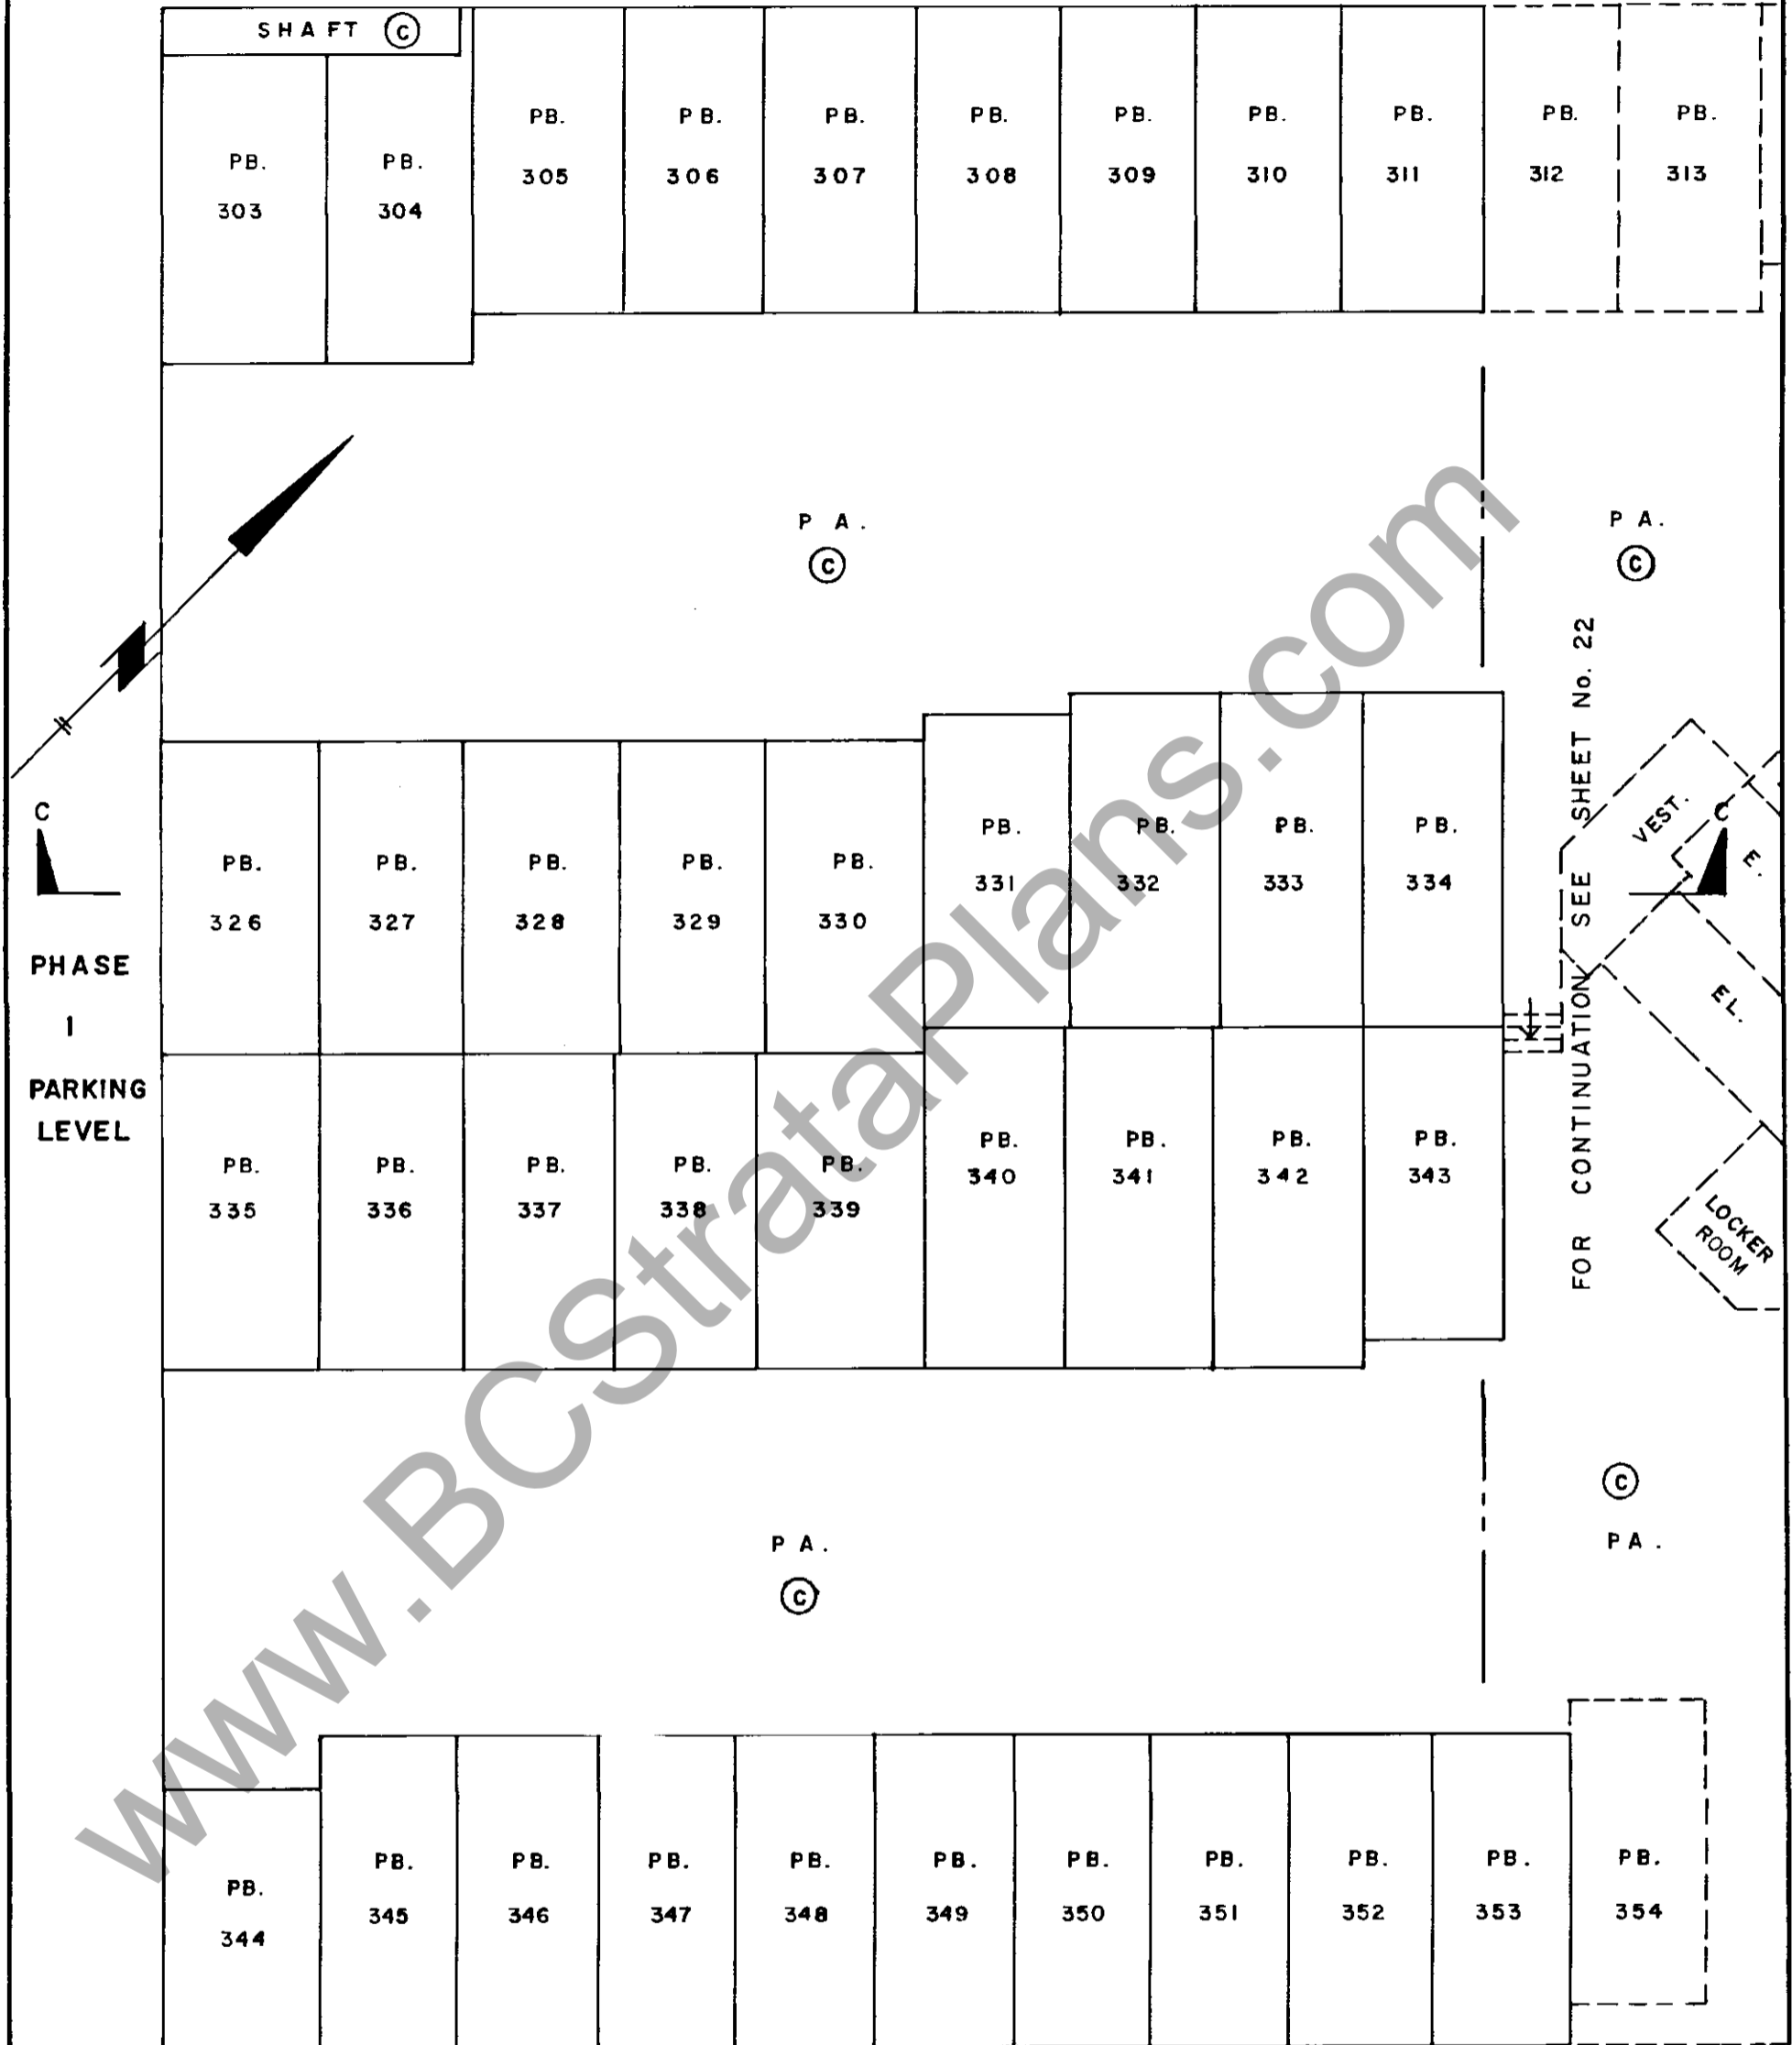 SHAFT C
PB. 303
PB. 304
PB. 305
PB. 306
PB. 307
PB. 308
PB. 309
PB. 310
PB. 311
PB. 312
PB. 313
P A.
C
P A.
C
C
PHASE
1
PARKING
LEVEL
PB. 326
PB. 327
PB. 328
PB. 329
PB. 330
PB. 331
PB. 332
PB. 333
PB. 334
FOR CONTINUATION SEE SHEET No. 22
VEST.
C
E.
EL.
LOCKER
ROOM
PB. 335
PB. 336
PB. 337
PB. 338
PB. 339
PB. 340
PB. 341
PB. 342
PB. 343
P A.
C
C
P A.
PB. 344
PB. 345
PB. 346
PB. 347
PB. 348
PB. 349
PB. 350
PB. 351
PB. 352
PB. 353
PB. 354
www.BCStrataPlans.com